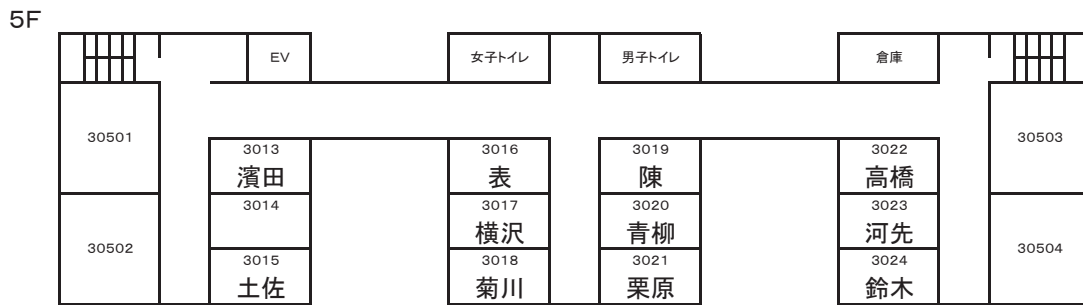 5F
EV
女子トイレ
男子トイレ
倉庫
30501
30503
3013
濱田
3016
表
3019
陳
3022
高橋
3014
3017
横沢
3020
青柳
3023
河先
30502
30504
3015
土佐
3018
菊川
3021
栗原
3024
鈴木